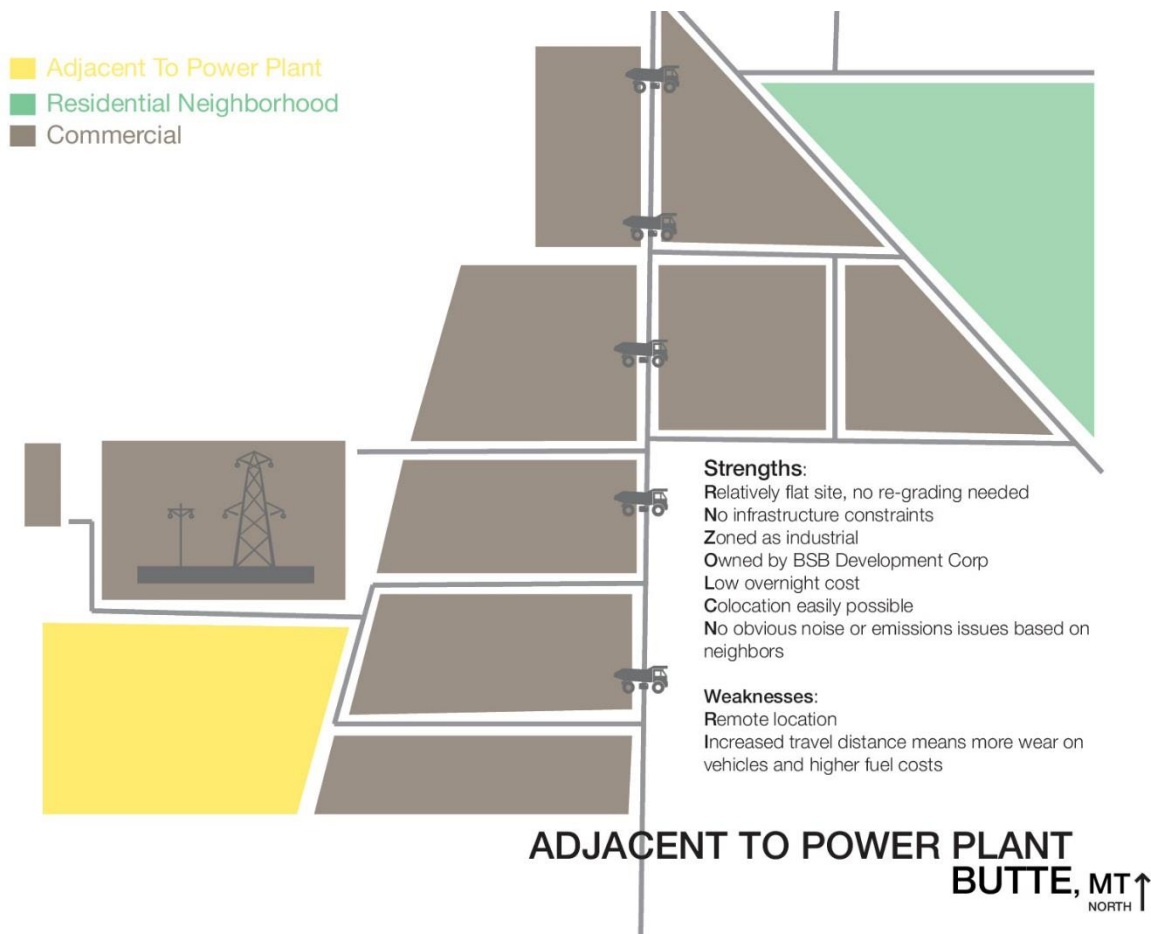 Adjacent To Power Plant
Residential Neighborhood
Commercial
Strengths:
Relatively flat site, no re-grading needed
No infrastructure constraints
Zoned as industrial
Owned by BSB Development Corp
Low overnight cost
Colocation easily possible
No obvious noise or emissions issues based on
neighbors
Weaknesses:
Remote location
Increased travel distance means more wear on
vehicles and higher fuel costs
ADJACENT TO POWER PLANT
BUTTE, MT
NORTH